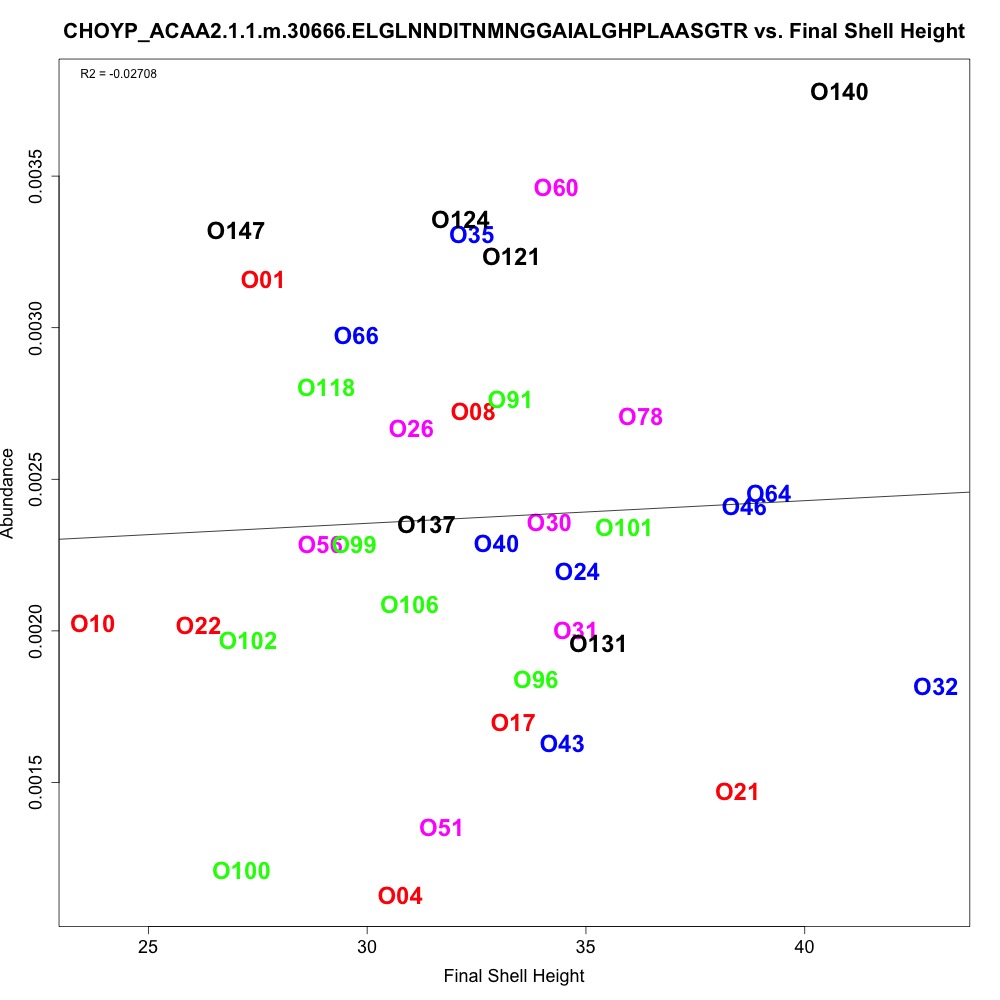 CHOYP_ACAA2.1.1.m.30666.ELGLNNDITNMNGGAIALGHPLAASGTR vs. Final Shell Height
R2 = -0.02708
O140
O60
O124
O147
O35
O121
O01
O66
O118
O91
O08
O78
O26
O64
O46
O137
O30
O101
O56
O99
O40
O24
O106
O10
O22
O31
O102
O131
O96
O32
O17
O43
O21
O51
O100
O04
0.0035
0.0030
0.0025
0.0020
0.0015
Abundance
25 30 35 40
Final Shell Height